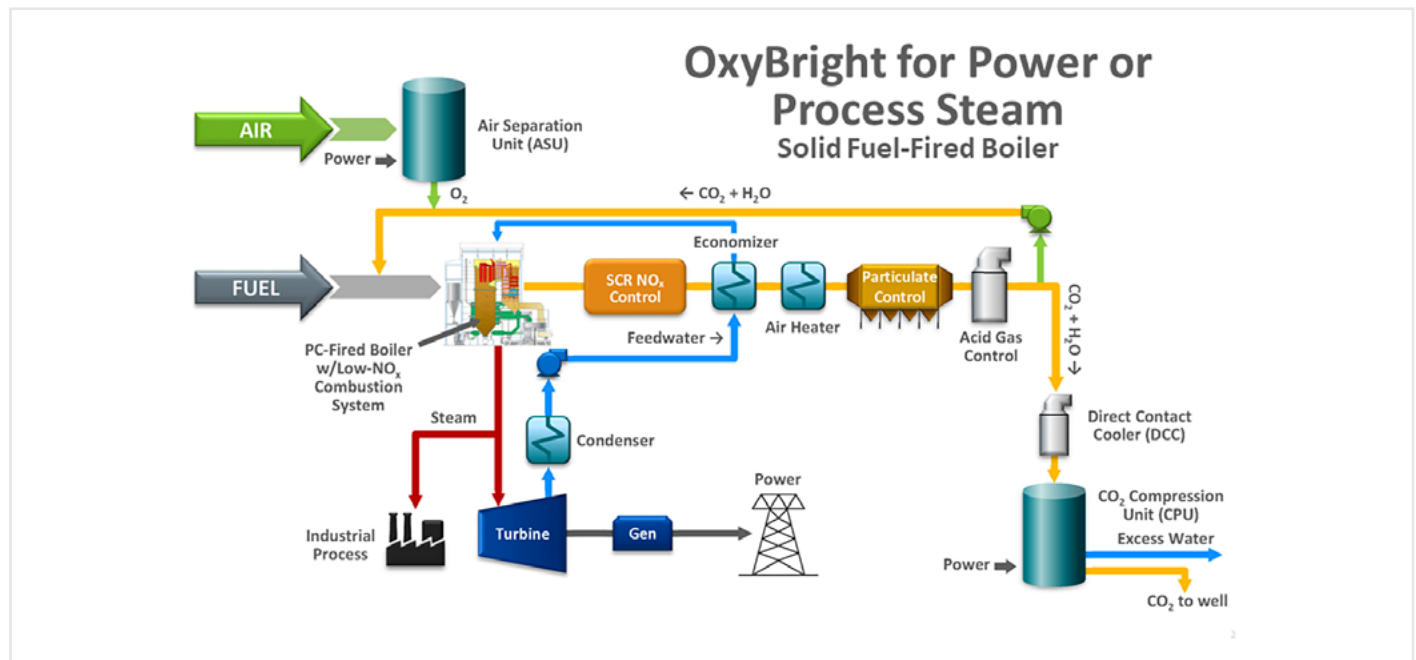 OxyBright for Power or
Process Steam
Solid Fuel-Fired Boiler
AIR
Power
Air Separation
Unit (ASU)
O₂
← CO₂ + H₂O
FUEL
Economizer
SCR NOₓ
Control
Particulate
Control
Air Heater
Acid Gas
Control
CO₂ + H₂O →
Feedwater →
PC-Fired Boiler
w/Low-NOₓ
Combustion
System
Steam
Condenser
Direct Contact
Cooler (DCC)
Industrial
Process
Turbine
Gen
Power
CO₂ Compression
Unit (CPU)
Excess Water
Power
CO₂ to well
2